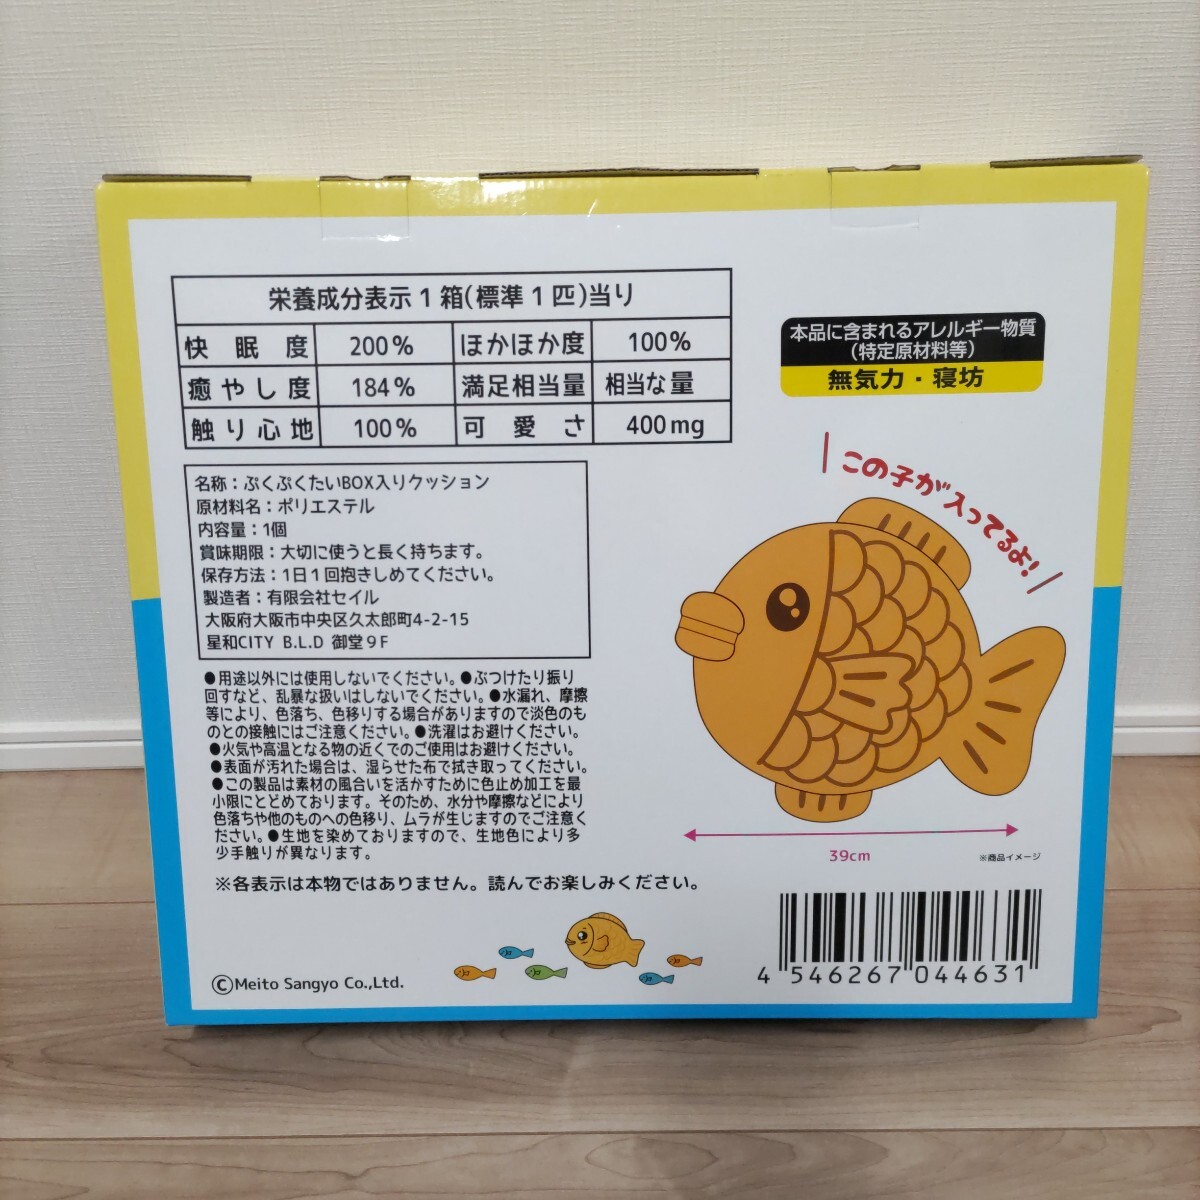 栄養成分表示1箱(標準1匹)当り
快眠度 200% ほかほか度 100%
癒やし度 184% 満足相当量 相当な量
触り心地 100% 可愛さ 400mg
名称：ぷくぷくたいBOX入りクッション
原材料名：ポリエステル
内容量：1個
賞味期限：大切に使うと長く持ちます。
保存方法：1日1回抱きしめてください。
製造者：有限会社セイル
大阪府大阪市中央区久太郎町4-2-15
星和CITY B.L.D 御堂9F
●用途以外には使用しないでください。●ぶつけたり振り
回すなど、乱暴な扱いはしないでください。●水漏れ、摩擦
等により、色落ち、色移りする場合がありますので淡色のも
のとの接触にはご注意ください。●洗濯はお避けください。
●火気や高温となる物の近くでのご使用はお避けください。
●表面が汚れた場合は、湿らせた布で拭き取ってください。
●この製品は素材の風合いを活かすために色止め加工を最
小限にとどめております。そのため、水分や摩擦などにより
色落ちや他のものへの色移り、ムラが生じますのでご注意く
ださい。●生地を染めておりますので、生地色により多
少手触りが異なります。
※各表示は本物ではありません。読んでお楽しみください。
©Meito Sangyo Co.,Ltd.
本品に含まれるアレルギー物質
(特定原材料等)
無気力・寝坊
この子が入ってるよ!
39cm
※商品イメージ
4 546267 044631